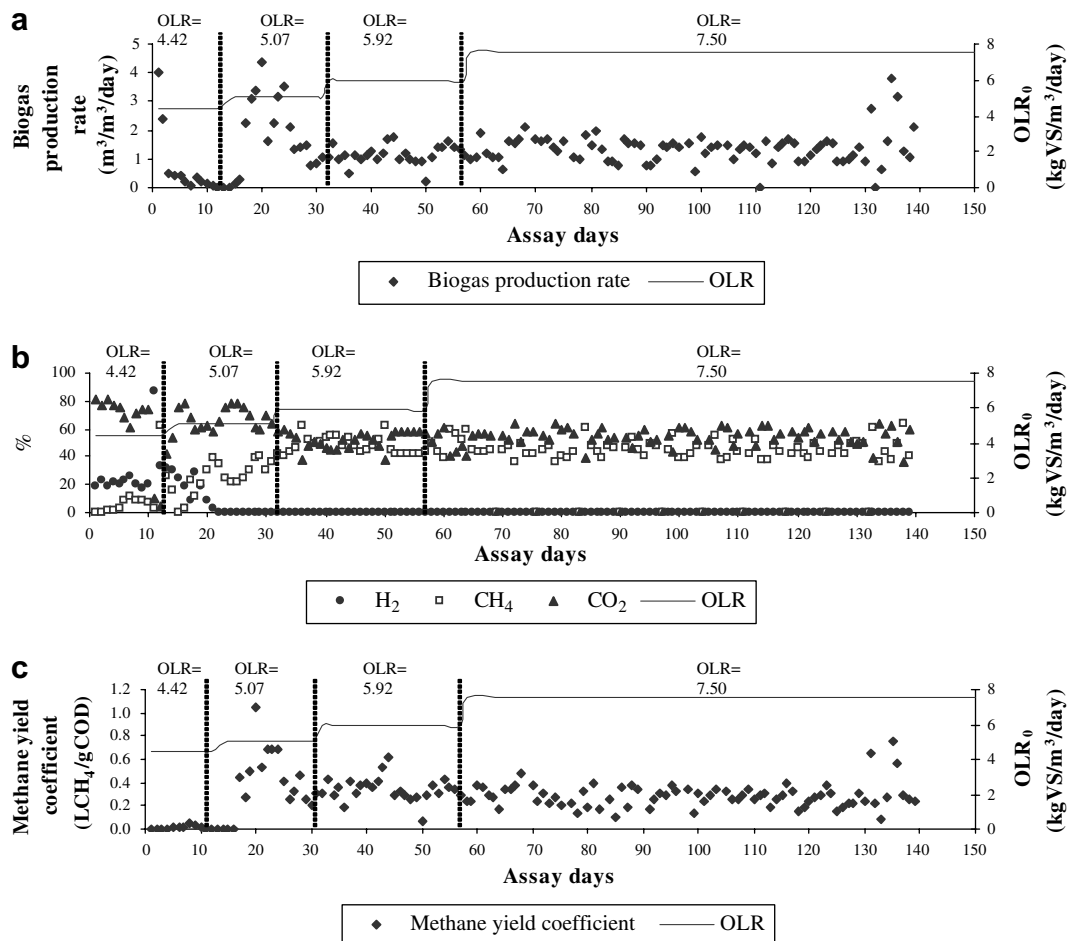 a
OLR= 4.42
OLR= 5.07
OLR= 5.92
OLR= 7.50
Biogas production rate (m³/m³/day)
5
4
3
2
1
0
8
6
4
2
0
OLR₀ (kg VS/m³/day)
0 10 20 30 40 50 60 70 80 90 100 110 120 130 140 150
Assay days
Biogas production rate OLR
b
OLR= 4.42
OLR= 5.07
OLR= 5.92
OLR= 7.50
%
100
80
60
40
20
0
8
6
4
2
0
OLR₀ (kg VS/m³/day)
0 10 20 30 40 50 60 70 80 90 100 110 120 130 140 150
Assay days
H₂ CH₄ CO₂ OLR
c
OLR= 4.42
OLR= 5.07
OLR= 5.92
OLR= 7.50
Methane yield coefficient (LCH₄/gCOD)
1.2
1.0
0.8
0.6
0.4
0.2
0.0
8
6
4
2
0
OLR₀ (kg VS/m³/day)
0 10 20 30 40 50 60 70 80 90 100 110 120 130 140 150
Assay days
Methane yield coefficient OLR